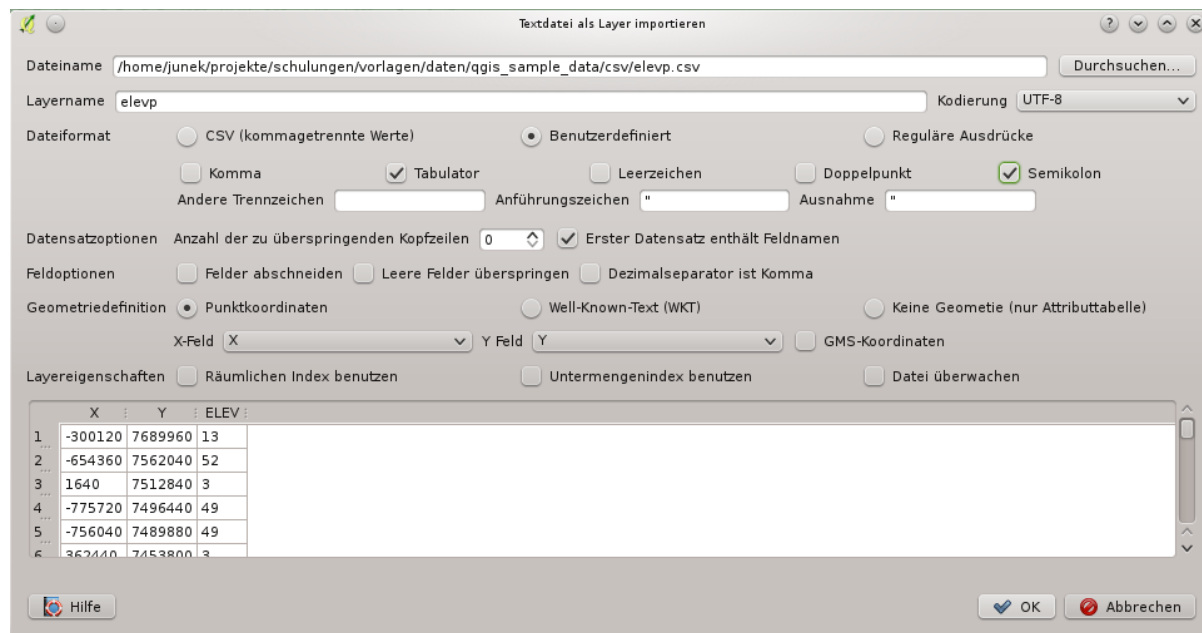 Textdatei als Layer importieren
Dateiname /home/junek/projekte/schulungen/vorlagen/daten/qgis_sample_data/csv/elevp.csv Durchsuchen...
Layername elevp Kodierung UTF-8
Dateiformat CSV (kommagetrennte Werte) Benutzerdefiniert Reguläre Ausdrücke
Komma Tabulator Leerzeichen Doppelpunkt Semikolon
Andere Trennzeichen Anführungszeichen " Ausnahme "
Datensatzoptionen Anzahl der zu überspringenden Kopfzeilen 0 Erster Datensatz enthält Feldnamen
Feldoptionen Felder abschneiden Leere Felder überspringen Dezimalseparator ist Komma
Geometriedefinition Punktkoordinaten Well-Known-Text (WKT) Keine Geometie (nur Attributtabelle)
X-Feld X Y Feld Y GMS-Koordinaten
Layereigenschaften Räumlichen Index benutzen Untermengenindex benutzen Datei überwachen
X Y ELEV
1 -300120 7689960 13
2 -654360 7562040 52
3 1640 7512840 3
4 -775720 7496440 49
5 -756040 7489880 49
6 362440 7453800 3
Hilfe OK Abbrechen